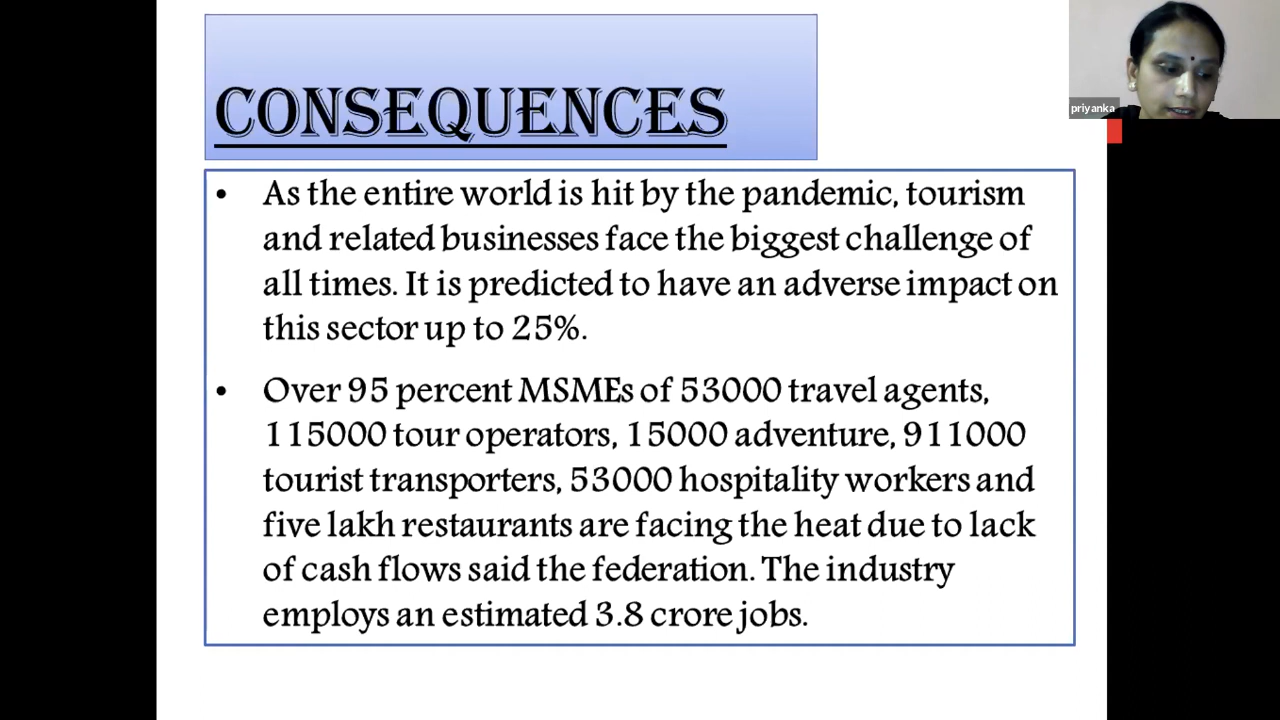 CONSEQUENCES
priyanka
• As the entire world is hit by the pandemic, tourism
and related businesses face the biggest challenge of
all times. It is predicted to have an adverse impact on
this sector up to 25%.
• Over 95 percent MSMEs of 53000 travel agents,
115000 tour operators, 15000 adventure, 911000
tourist transporters, 53000 hospitality workers and
five lakh restaurants are facing the heat due to lack
of cash flows said the federation. The industry
employs an estimated 3.8 crore jobs.